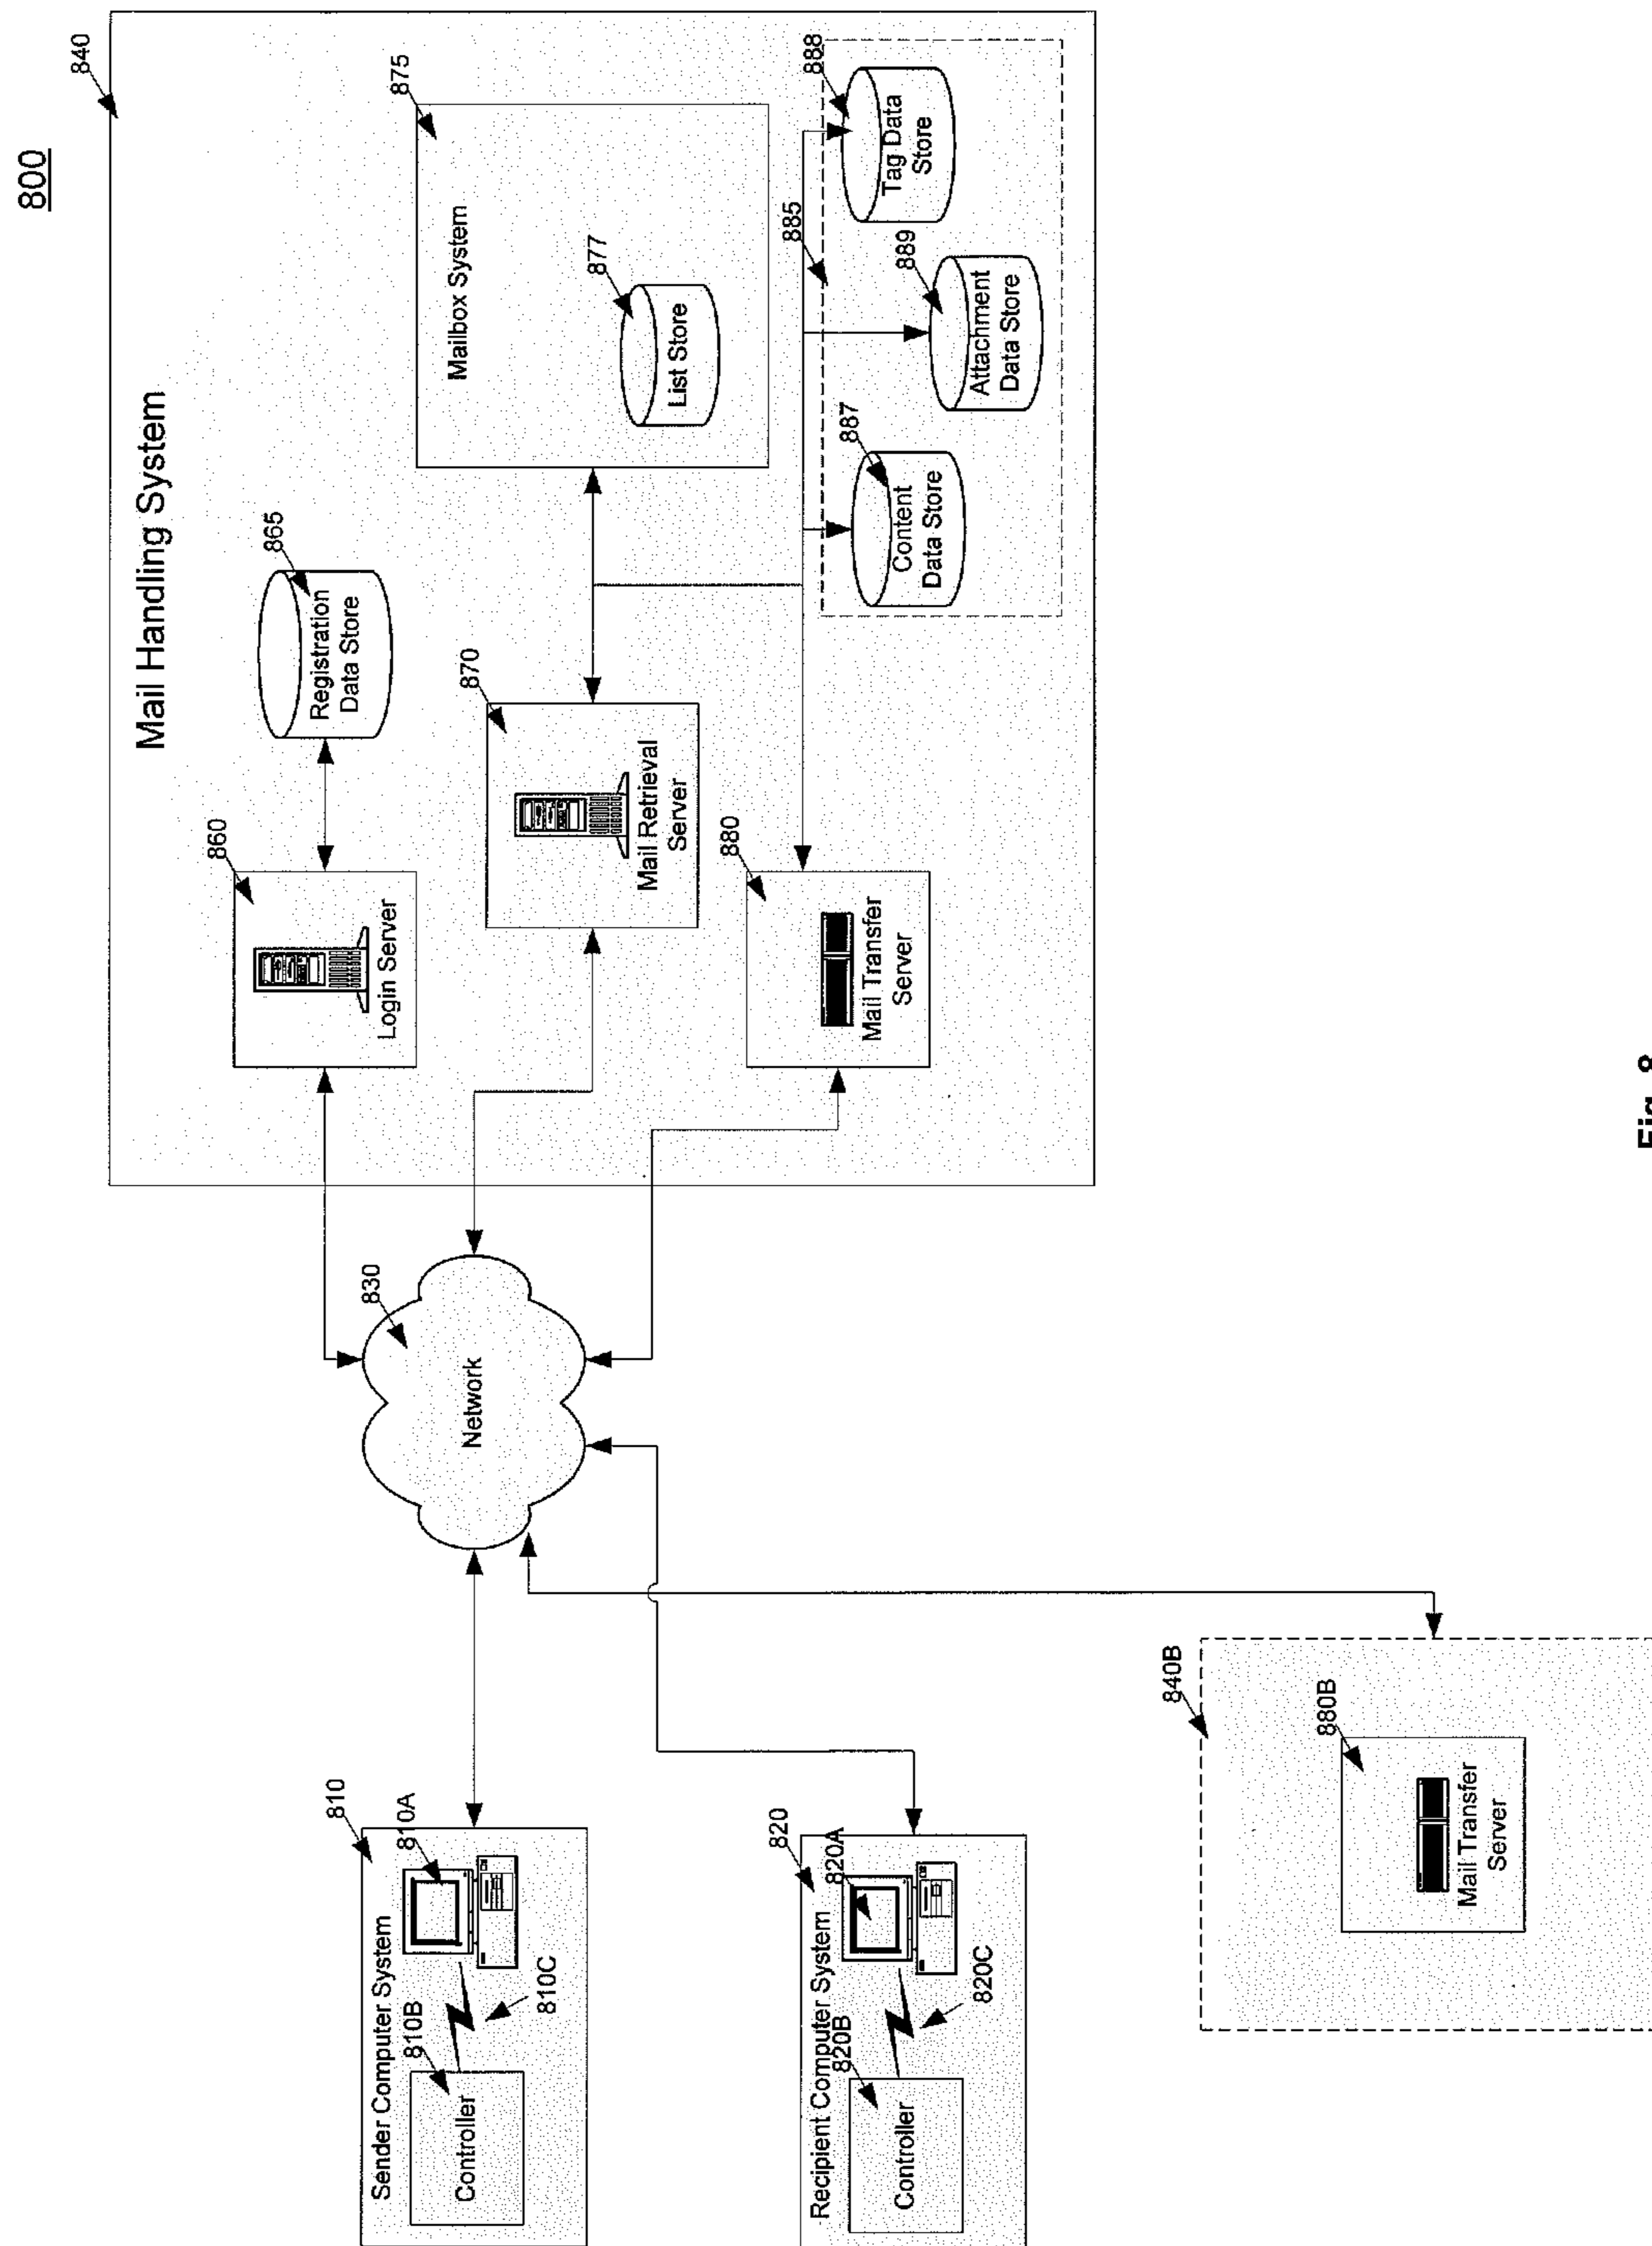 800
840
Mail Handling System
860
Login Server
865
Registration
Data Store
870
Mail Retrieval
Server
875
Mailbox System
877
List Store
880
Mail Transfer
Server
885
887
Content
Data Store
889
Attachment
Data Store
888
Tag Data
Store
830
Network
810
Sender Computer System
810A
810B
Controller
810C
820
Recipient Computer System
820A
820B
Controller
820C
840B
880B
Mail Transfer
Server
Fig. 8